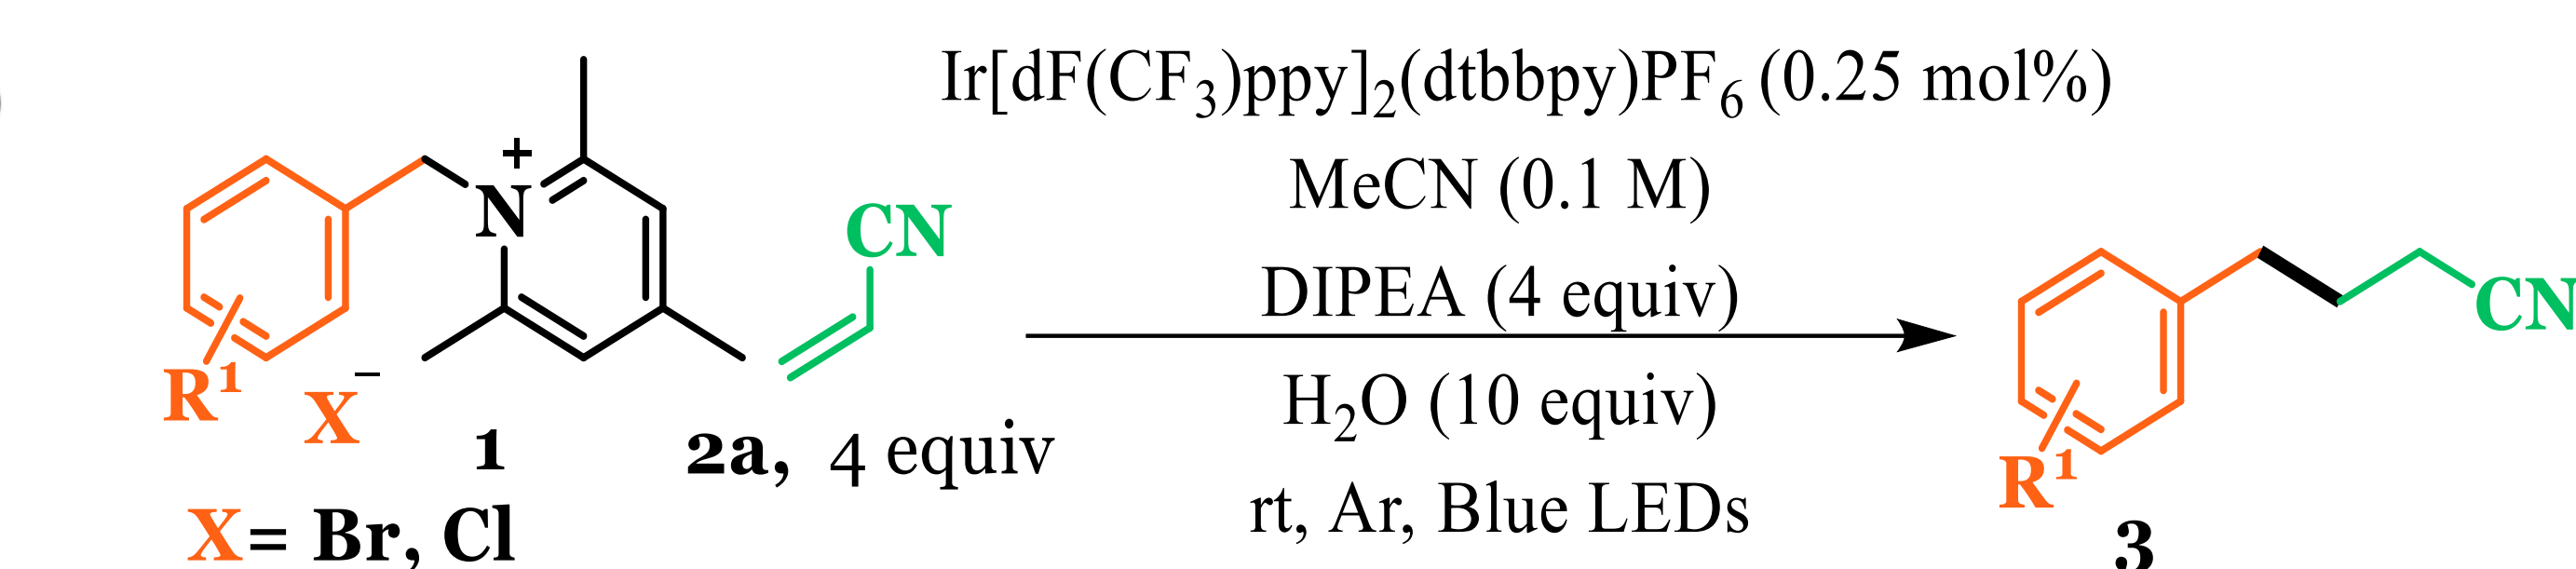 Ir[dF(CF₃)ppy]₂(dtbbpy)PF₆ (0.25 mol%)
MeCN (0.1 M)
DIPEA (4 equiv)
H₂O (10 equiv)
rt, Ar, Blue LEDs
N
+
CN
R¹
X⁻
1
2a, 4 equiv
X= Br, Cl
CN
R¹
3